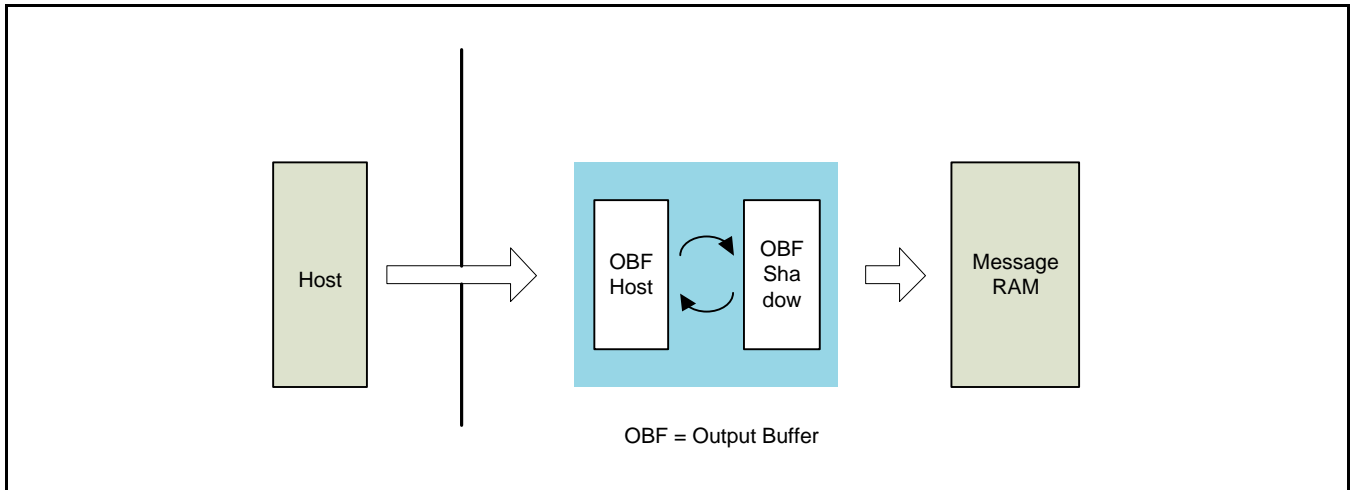 Host
OBF
Host
OBF
Sha
dow
Message
RAM
OBF = Output Buffer